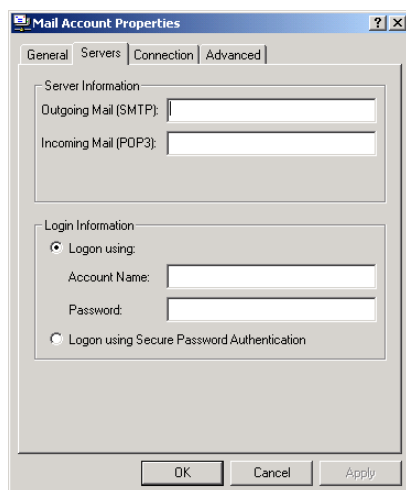 Mail Account Properties
General Servers Connection Advanced
Server Information
Outgoing Mail (SMTP):
Incoming Mail (POP3):
Login Information
Logon using:
Account Name:
Password:
Logon using Secure Password Authentication
OK Cancel Apply